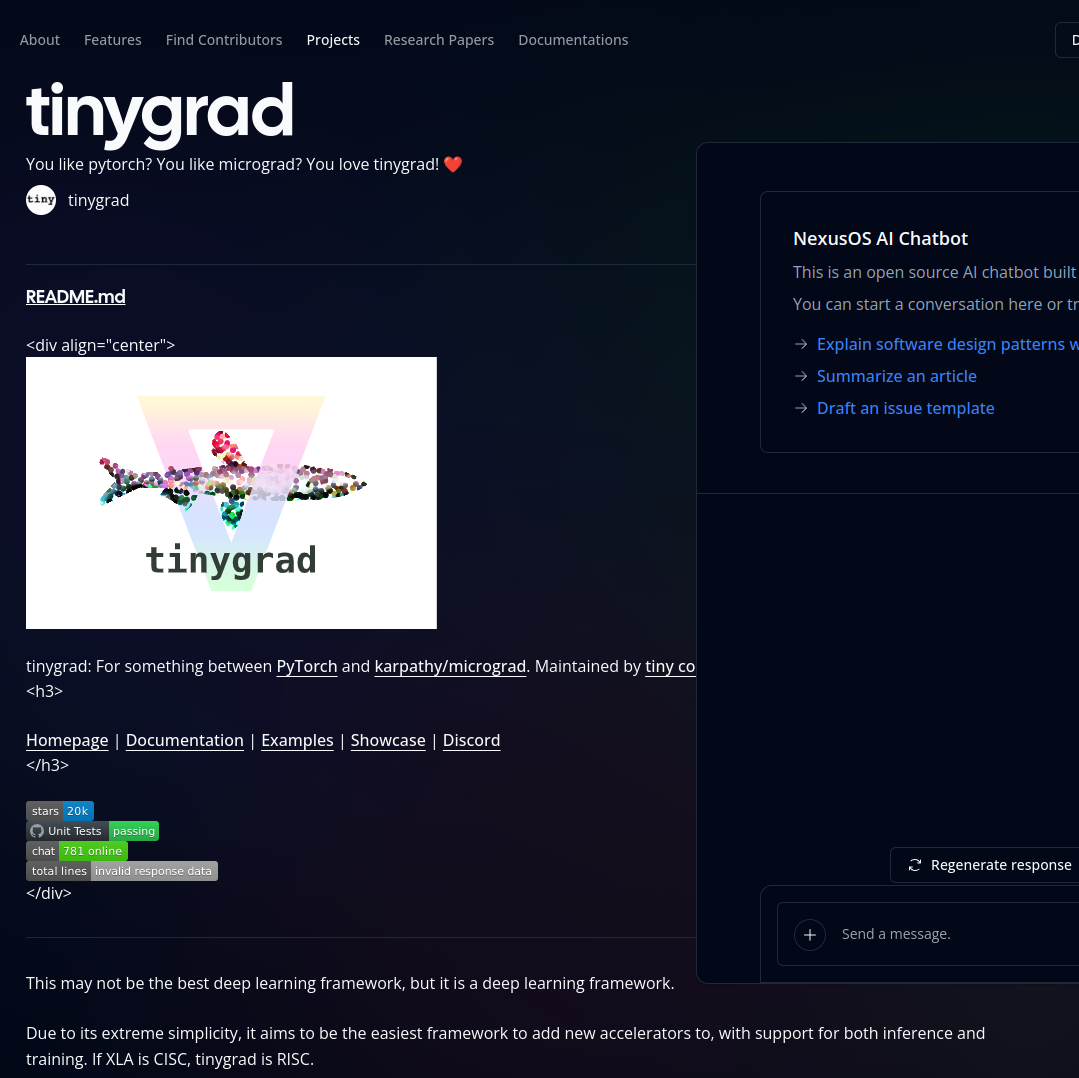 About Features Find Contributors Projects Research Papers Documentations
tinygrad
You like pytorch? You like micrograd? You love tinygrad! ❤️
tiny tinygrad
README.md
<div align="center">
tinygrad
tinygrad: For something between PyTorch and karpathy/micrograd. Maintained by tiny co
<h3>
Homepage | Documentation | Examples | Showcase | Discord
</h3>
stars 20k
Unit Tests passing
chat 781 online
total lines invalid response data
</div>
This may not be the best deep learning framework, but it is a deep learning framework.
Due to its extreme simplicity, it aims to be the easiest framework to add new accelerators to, with support for both inference and
training. If XLA is CISC, tinygrad is RISC.
NexusOS AI Chatbot
This is an open source AI chatbot built
You can start a conversation here or tr
Explain software design patterns w
Summarize an article
Draft an issue template
Regenerate response
Send a message.